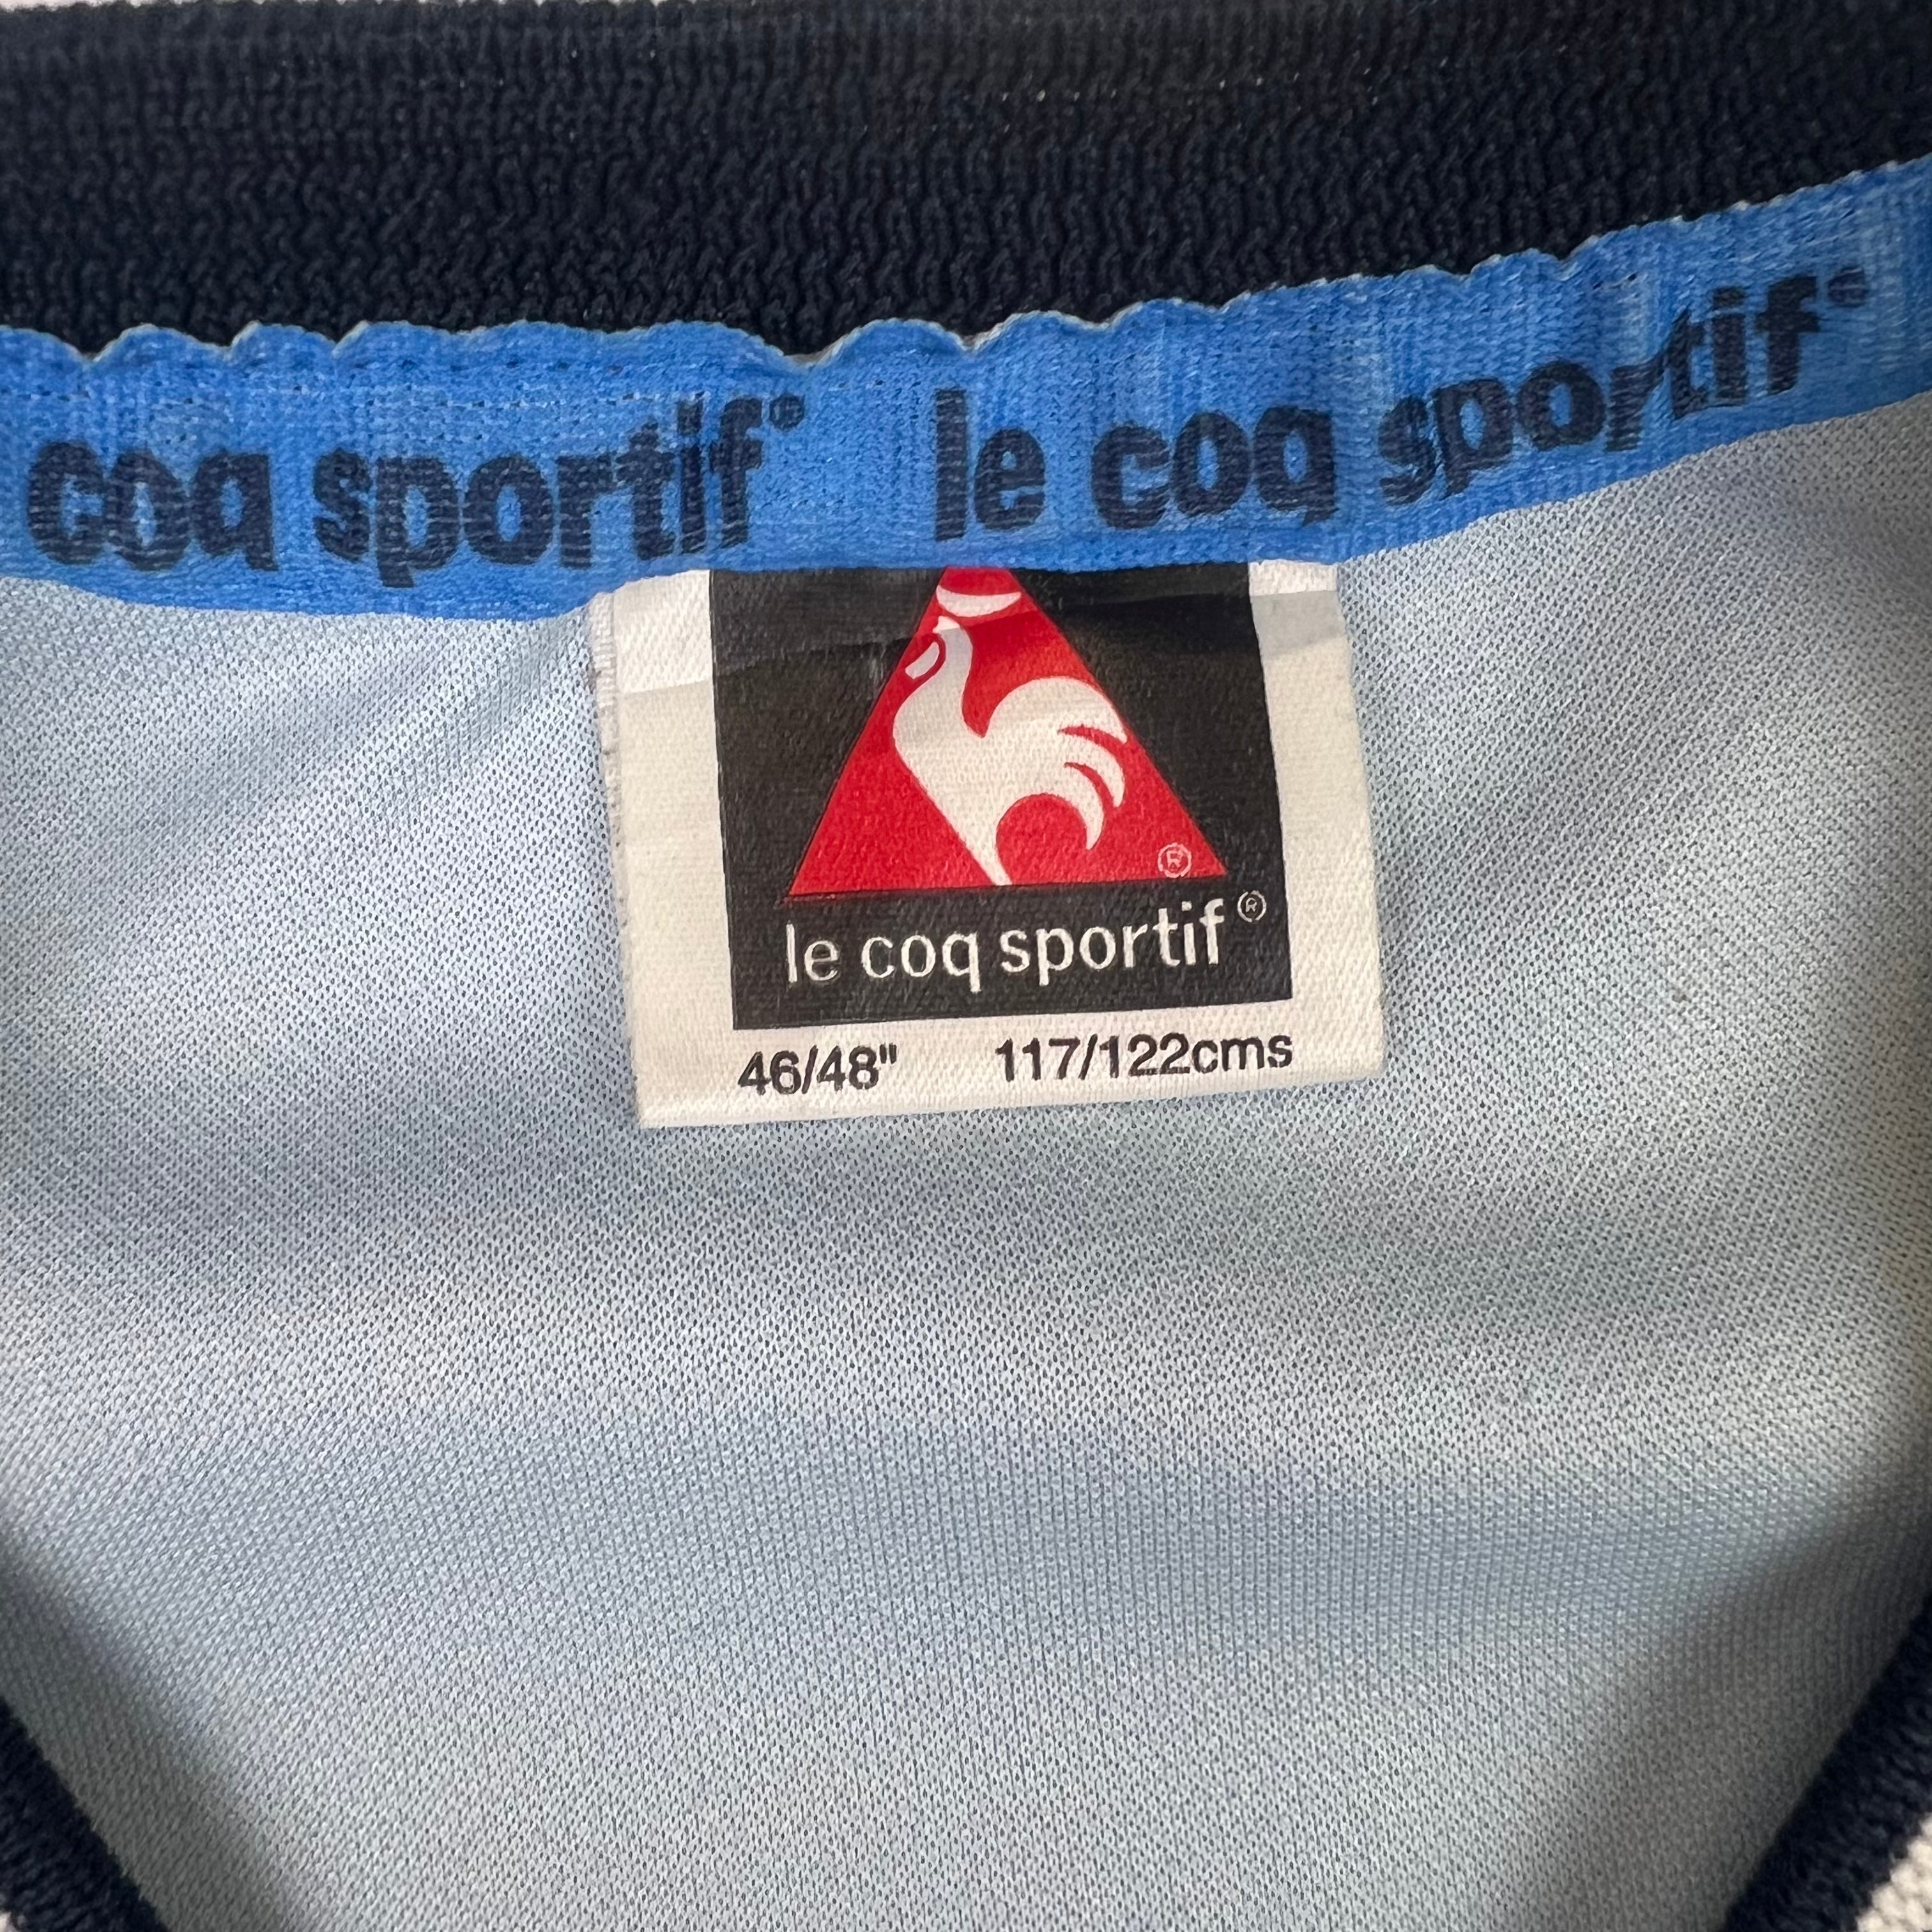 coq sportif® le coq sportif®
®
le coq sportif®
46/48" 117/122cms